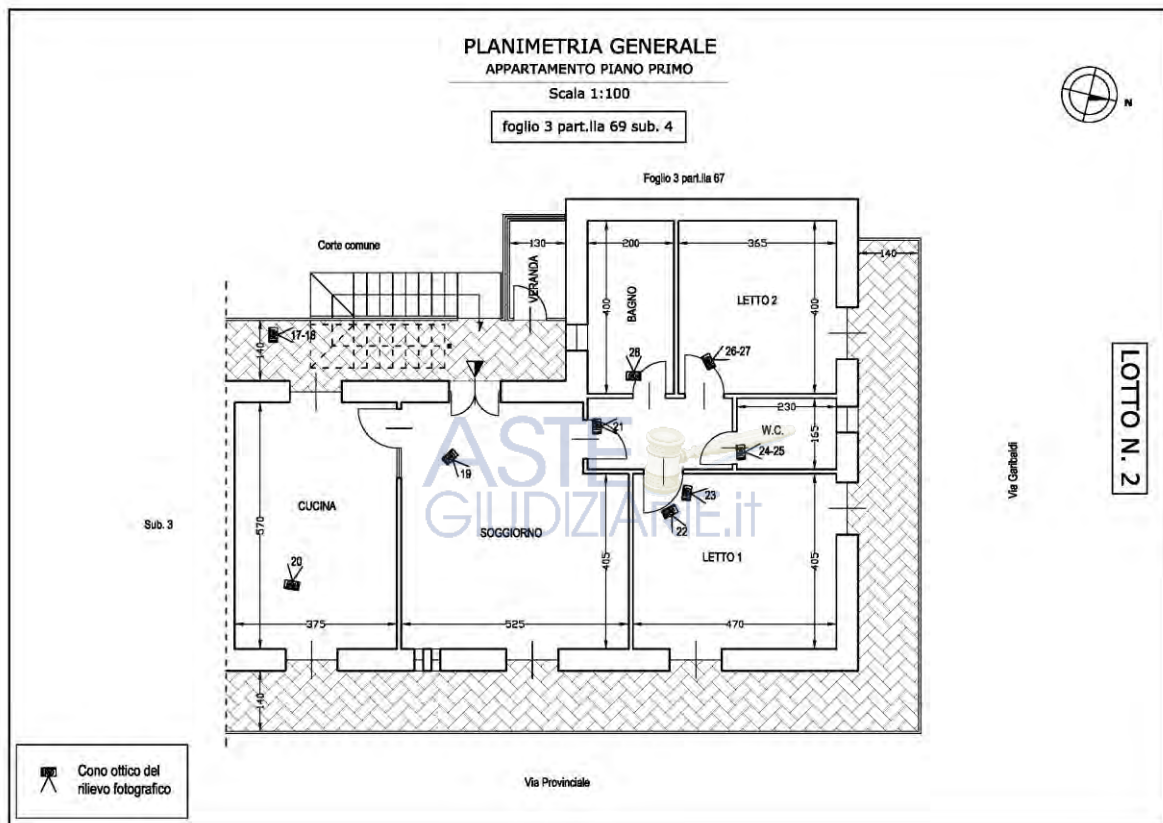 PLANIMETRIA GENERALE
APPARTAMENTO PIANO PRIMO
Scala 1:100
foglio 3 part.lla 69 sub. 4
N
Foglio 3 part.lla 67
Corte comune
130
VERANDA
200
365
140
BAGNO
400
LETTO 2
400
17-18
140
28
26-27
LOTTO N. 2
230
W.C.
165
21
24-25
19
ASTE
GIUDIZIARIE.it
23
22
Via Garibaldi
Sub. 3
CUCINA
570
SOGGIORNO
405
LETTO 1
405
20
375
525
470
140
Cono ottico del
rilievo fotografico
Via Provinciale